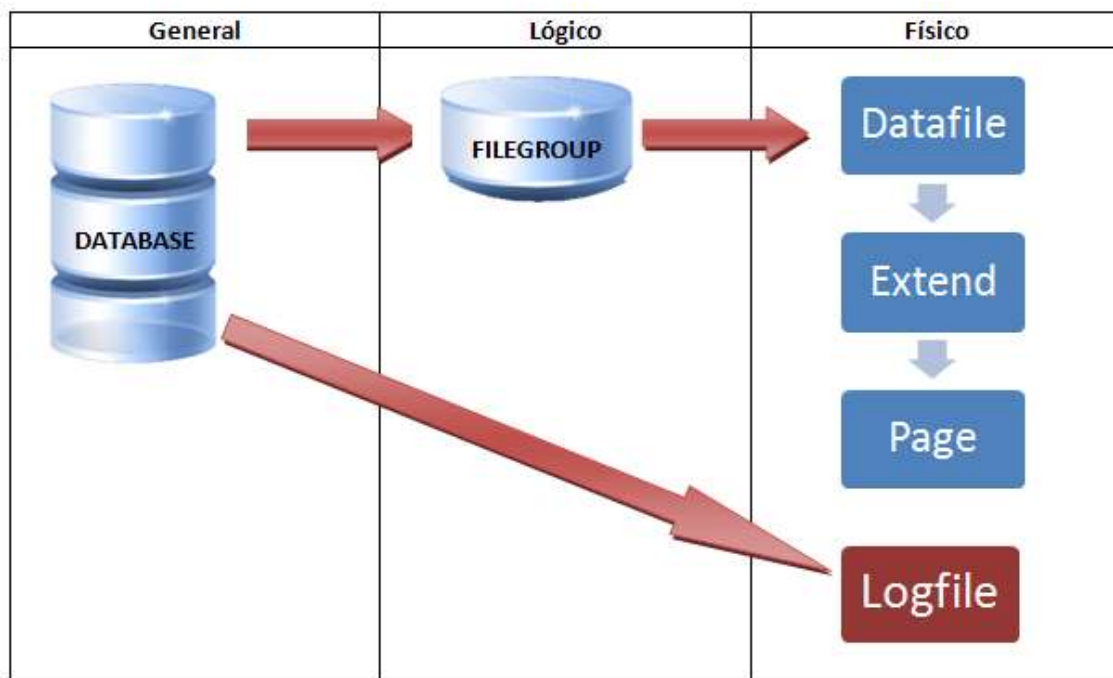 General
Lógico
Físico
DATABASE
FILEGROUP
Datafile
Extend
Page
Logfile